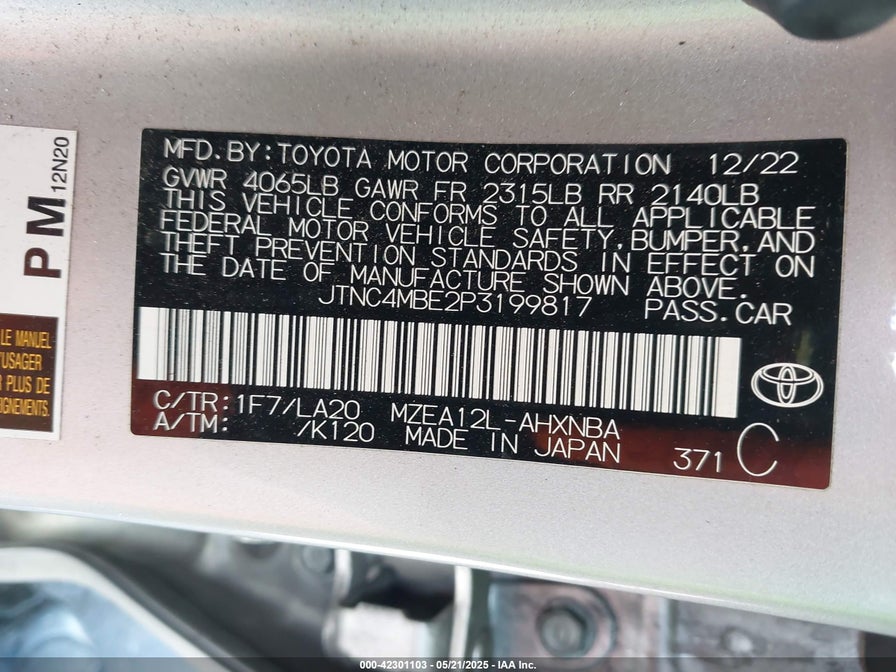 MFD.BY:TOYOTA MOTOR CORPORATION 12/22
GVWR 4065LB GAWR FR 2315LB RR 2140LB
THIS VEHICLE CONFORMS TO ALL APPLICABLE
FEDERAL MOTOR VEHICLE SAFETY,BUMPER,AND
THEFT PREVENTION STANDARDS IN EFFECT ON
THE DATE OF MANUFACTURE SHOWN ABOVE.
JTNC4MBE2P3199817 PASS.CAR
C/TR:1F7/LA20 MZEA12L-AHXNBA
A/TM: /K120 MADE IN JAPAN 371 C
PM 12N20
LE MANUEL
PLUS DE
000-42301103 - 05/21/2025 - IAA Inc.